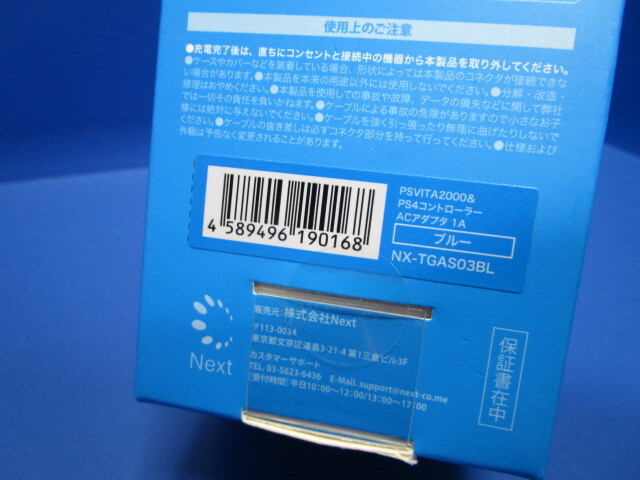 使用上のご注意
●充電完了後は、直ちにコンセントと接続中の機器から本製品を取り外してください。
●ケースやカバーなどを装着している場合、形状によっては本製品のコネクタが接続できな
い場合があります。●本製品を本来の用途以外には使用しないでください。●分解・改造・
修理はおやめください。●本製品を使用しての事故や故障、データの損失などに関して弊社
では一切その責任を負いかねます。●ケーブルによる事故の危険がありますので小さなお子
様には絶対に与えないでください。●ケーブルを強く引っ張ったり無理に曲げたりしないで
ください。●ケーブルの抜き差しは必ずコネクタ部分を持って行ってください。●仕様および
外観は予告なく変更されることがあります。
4 589496 190168
PSVITA2000&
PS4コントローラー
ACアダプタ 1A
ブルー
NX-TGAS03BL
Next
販売元:株式会社Next
〒113-0034
東京都文京区湯島3-21-4 第1三倉ビル3F
カスタマーサポート
TEL. 03-5623-6436 E-Mail. support@next-co.me
(受付時間:平日10:00〜12:00/13:00〜17:00)
保証書在中